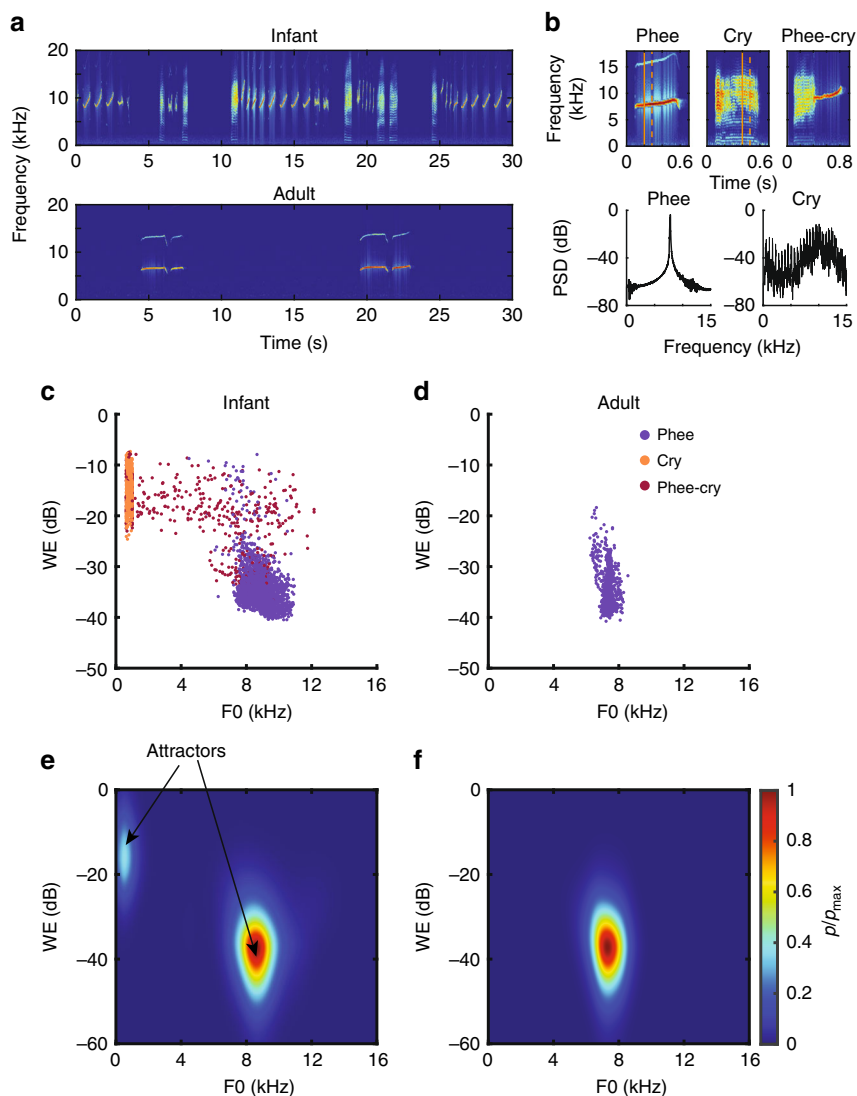 a
Infant
20
10
0
0 5 10 15 20 25 30
Adult
20
10
0
0 5 10 15 20 25 30
Frequency (kHz)
Time (s)
b
Phee Cry Phee-cry
15
10
5
0
Frequency (kHz)
0 0.6 0 0.6 0 0.8
Time (s)
Phee Cry
0
–40
–80
PSD (dB)
0 15
0
–40
–80
0 15
Frequency (kHz)
c
Infant
0
–10
–20
–30
–40
–50
WE (dB)
0 4 8 12 16
F0 (kHz)
d
Adult
Phee
Cry
Phee-cry
0
–10
–20
–30
–40
–50
WE (dB)
0 4 8 12 16
F0 (kHz)
e
Attractors
0
–20
–40
–60
WE (dB)
0 4 8 12 16
F0 (kHz)
f
0
–20
–40
–60
WE (dB)
0 4 8 12 16
F0 (kHz)
1
0.8
0.6
0.4
0.2
0
p/pmax